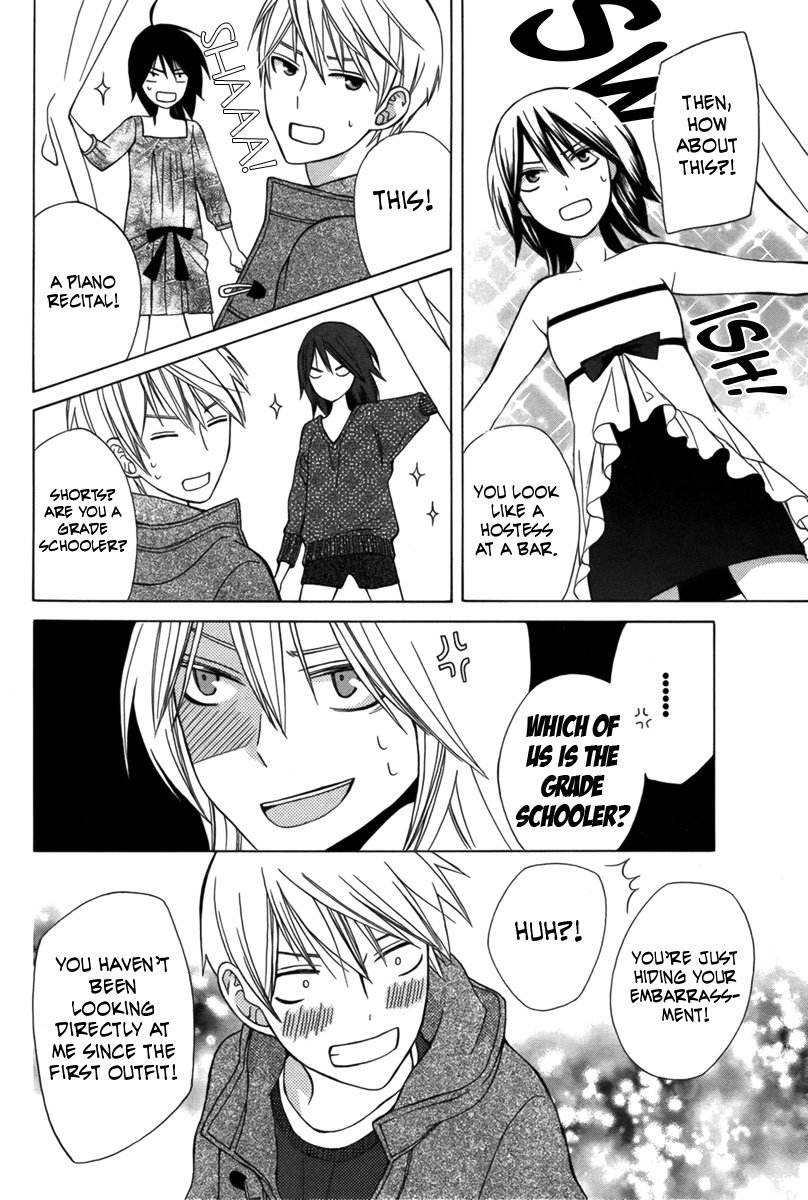 SW
ISH!
THEN,
HOW
ABOUT
THIS?!
YOU LOOK
LIKE A
HOSTESS
AT A BAR.
SHAAA!
THIS!
A PIANO
RECITAL!
SHORTS?
ARE YOU A
GRADE
SCHOOLER?
......
WHICH OF
US IS THE
GRADE
SCHOOLER?
YOU'RE JUST
HIDING YOUR
EMBARRASS-
MENT!
HUH?!
YOU HAVEN'T
BEEN
LOOKING
DIRECTLY AT
ME SINCE THE
FIRST OUTFIT!